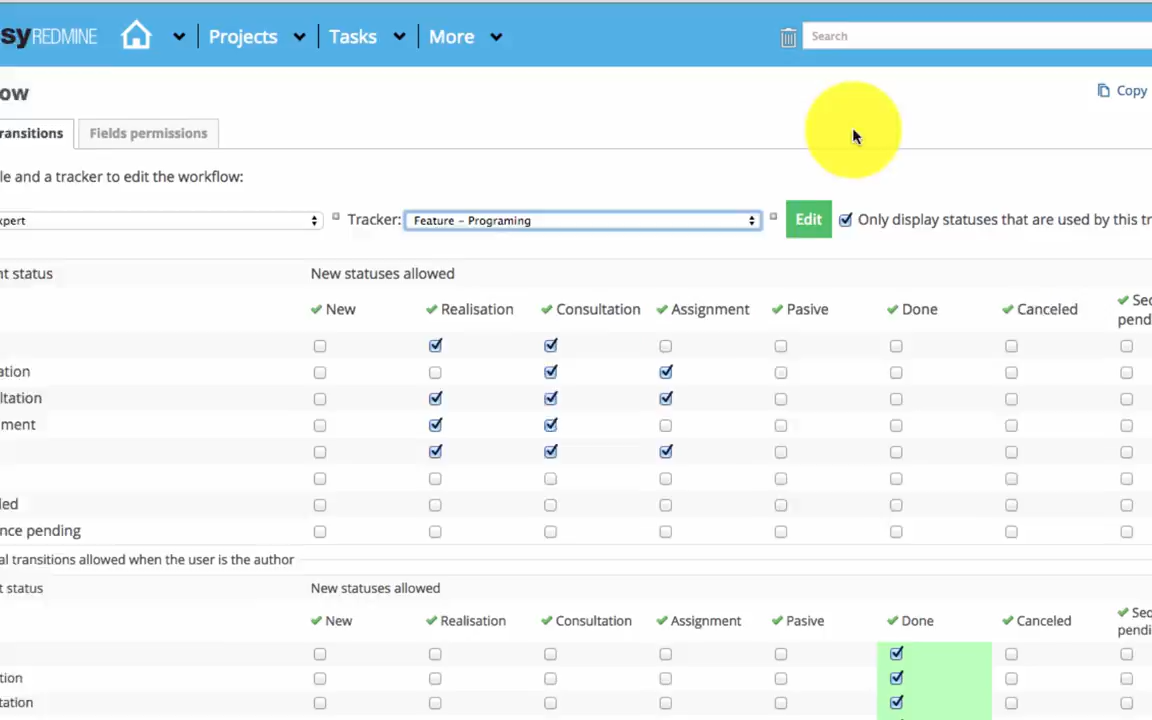 syREDMINE Projects Tasks More Search
ow Copy
ransitions Fields permissions
le and a tracker to edit the workflow:
xpert Tracker: Feature – Programing Edit Only display statuses that are used by this tr
nt status New statuses allowed
New Realisation Consultation Assignment Pasive Done Canceled Sec
pend
ation
ltation
ment
led
nce pending
al transitions allowed when the user is the author
t status New statuses allowed
New Realisation Consultation Assignment Pasive Done Canceled Sec
pendi
tion
tation